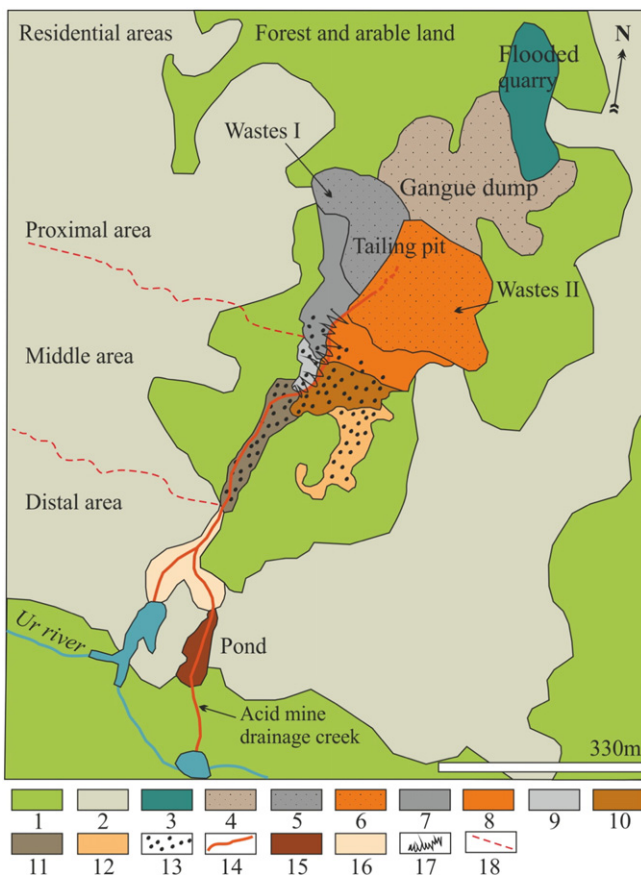 Residential areas
Forest and arable land
N
Flooded
quarry
Wastes I
Gangue dump
Proximal area
Tailing pit
Wastes II
Middle area
Distal area
Ur river
Pond
Acid mine
drainage creek
330m
1 2 3 4 5 6 7 8 9 10
11 12 13 14 15 16 17 18